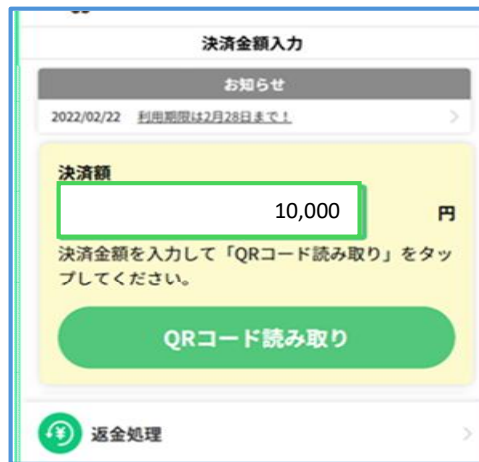 決済金額入力
お知らせ
2022/02/22 利用期限は2月28日まで！
決済額
10,000 円
決済金額を入力して「QRコード読み取り」をタッ
プしてください。
QRコード読み取り
返金処理